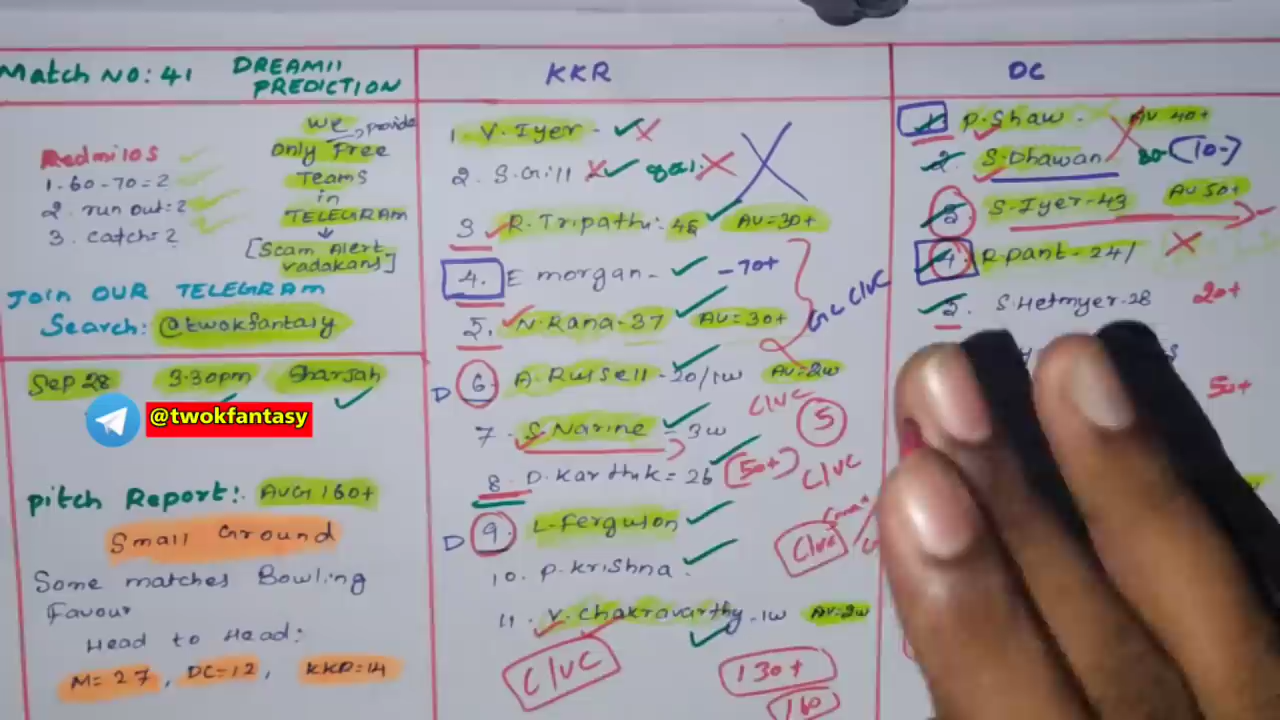 Match No: 41 DREAM11 PREDICTION
KKR
DC
We provide
Only Free
Teams
in
TELEGRAM
[Scam Alert
vadakans]
Redmi10S
1. 60-70=2
2. run out:2
3. catch=2
JOIN OUR TELEGRAM
Search: @twokfantasy
Sep 28 3.30pm Sharjah
@twokfantasy
Pitch Report: AVG 160+
Small Ground
Some matches Bowling
Favour
Head to Head:
M=27, DC=12, KKR=14
1. V. Iyer -
2. S. Gill
3 R. Tripathi: 45 AV=30+
4. E morgan - -70+
5. N. Rana-37 AV=30+
GL C/VC
D 6. A. Russell -20/1w AV=2w
C/VC
7. S. Narine - 3w 5
8. D. Karthik = 26 (50+) C/VC
D 9. L. Ferguson
C/VC
10. P. Krishna
11. V. Chakravarthy - 1w AV=2w
C/VC
130+
160
1 P. Shaw - AV 40+
2. S. Dhawan 80 (10-)
3. S. Iyer-43 AV 50+
4. R. Pant-24/
5. S. Hetmyer-28 20+
50+